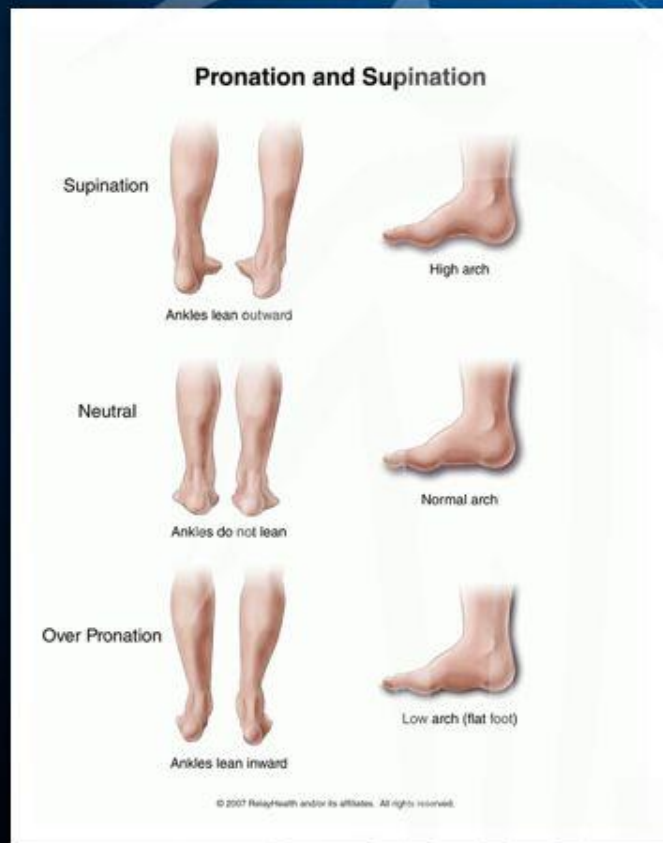 Pronation and Supination
Supination
Ankles lean outward
High arch
Neutral
Ankles do not lean
Normal arch
Over Pronation
Ankles lean inward
Low arch (flat foot)
© 2007 RelayHealth and/or its affiliates. All rights reserved.